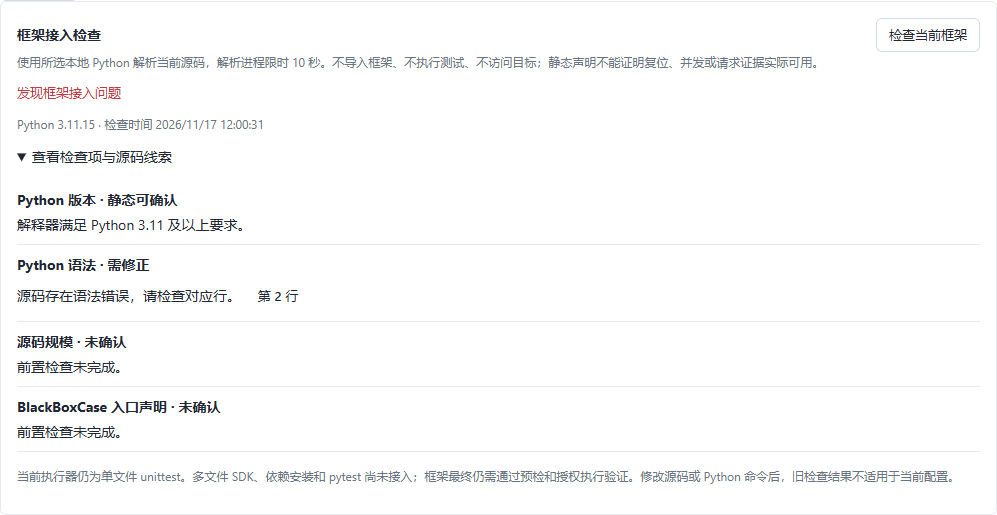 框架接入检查
检查当前框架
使用所选本地 Python 解析当前源码，解析进程限时 10 秒。不导入框架、不执行测试、不访问目标；静态声明不能证明复位、并发或请求证据实际可用。
发现框架接入问题
Python 3.11.15 · 检查时间 2026/11/17 12:00:31
▼ 查看检查项与源码线索
Python 版本 · 静态可确认
解释器满足 Python 3.11 及以上要求。
Python 语法 · 需修正
源码存在语法错误，请检查对应行。 第 2 行
源码规模 · 未确认
前置检查未完成。
BlackBoxCase 入口声明 · 未确认
前置检查未完成。
当前执行器仍为单文件 unittest。多文件 SDK、依赖安装和 pytest 尚未接入；框架最终仍需通过预检和授权执行验证。修改源码或 Python 命令后，旧检查结果不适用于当前配置。